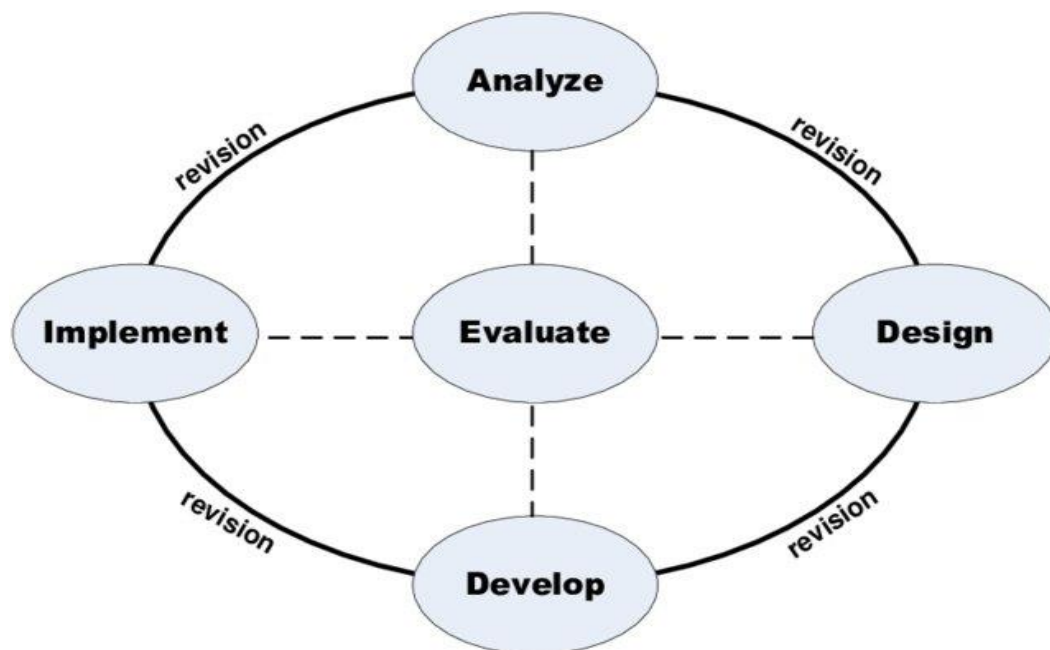 Analyze
revision
revision
Implement
Evaluate
Design
revision
revision
Develop